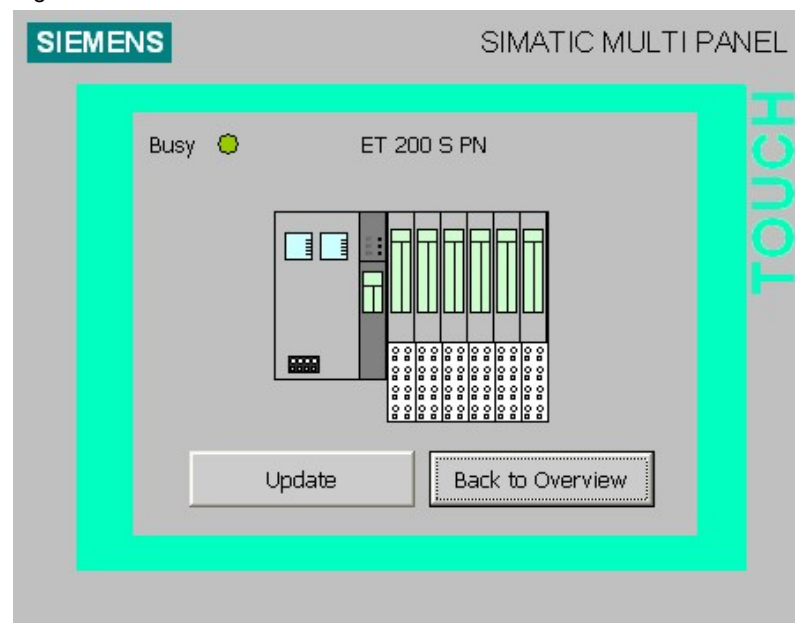 SIEMENS
SIMATIC MULTI PANEL
TOUCH
Busy
ET 200 S PN
Update
Back to Overview